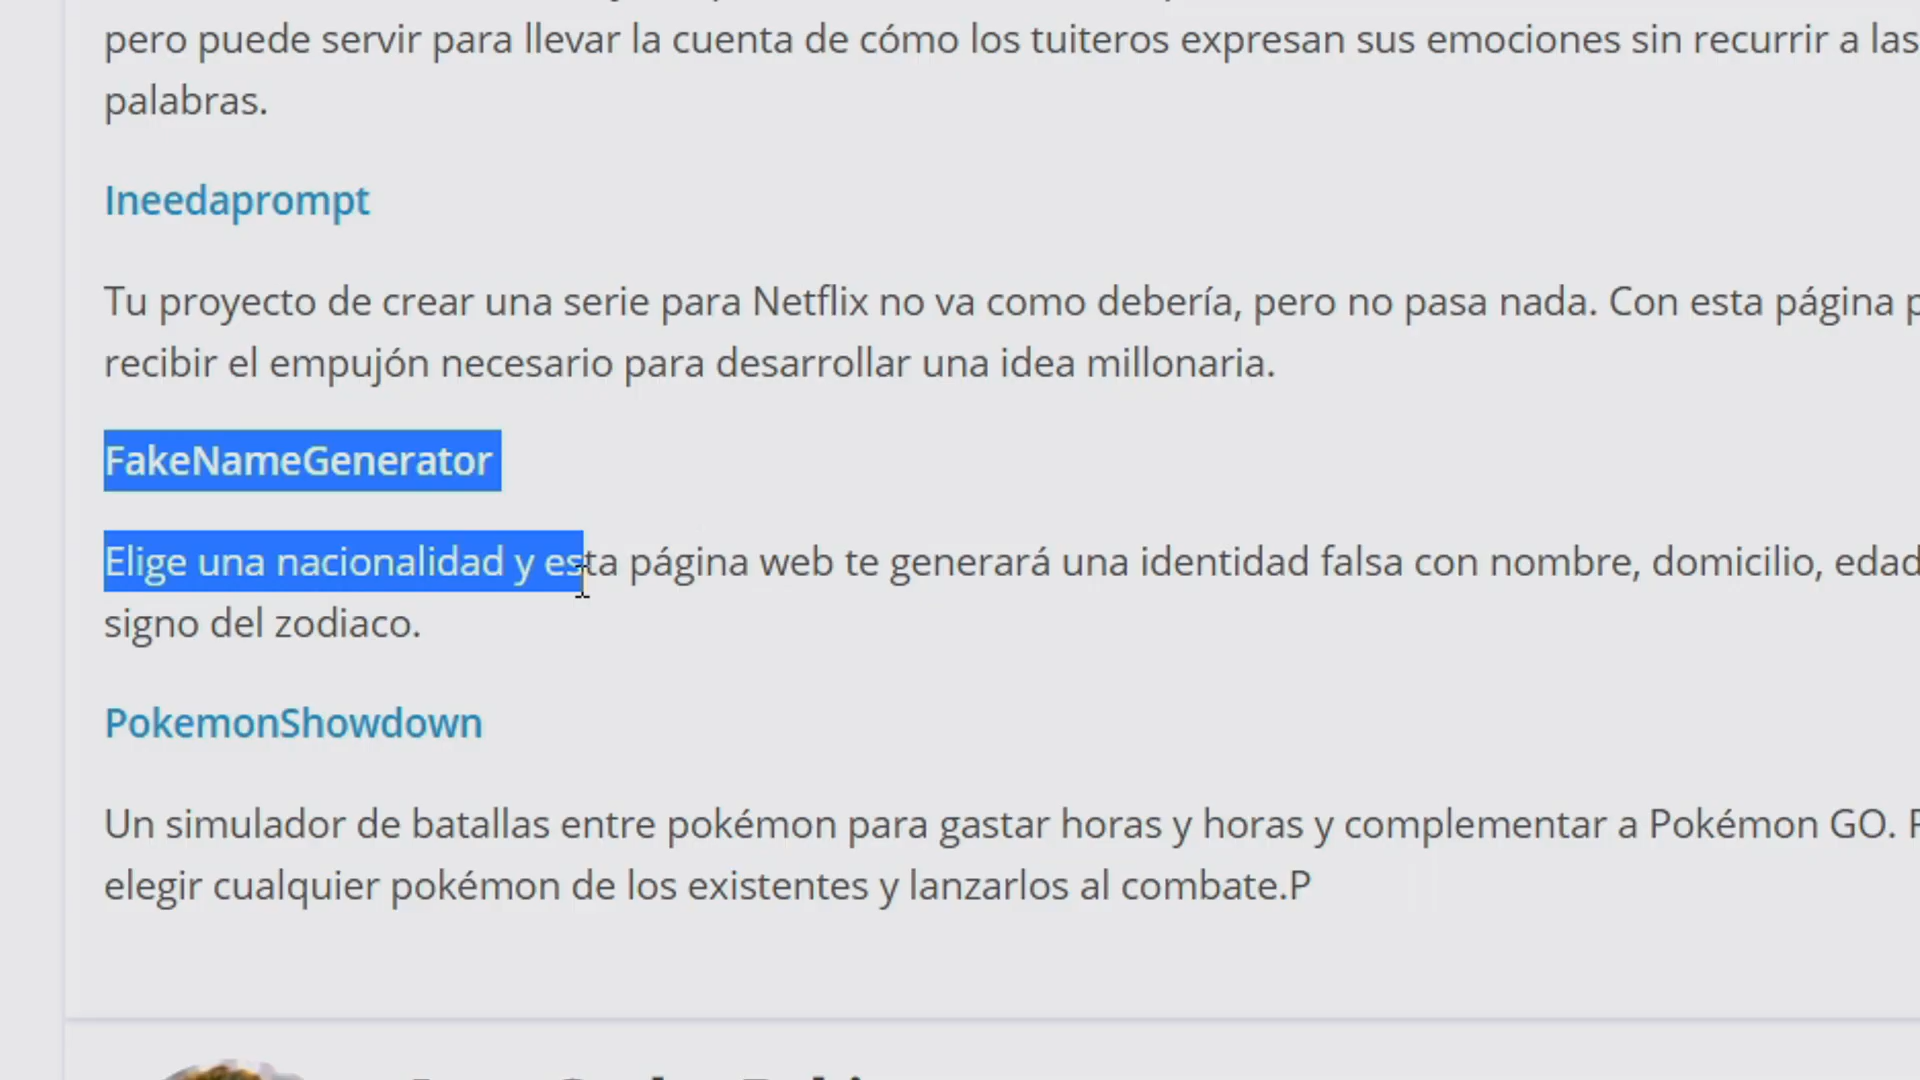 pero puede servir para llevar la cuenta de cómo los tuiteros expresan sus emociones sin recurrir a las
palabras.
Ineedaprompt
Tu proyecto de crear una serie para Netflix no va como debería, pero no pasa nada. Con esta página
recibir el empujón necesario para desarrollar una idea millonaria.
FakeNameGenerator
Elige una nacionalidad y esta página web te generará una identidad falsa con nombre, domicilio, edad
signo del zodiaco.
PokemonShowdown
Un simulador de batallas entre pokémon para gastar horas y horas y complementar a Pokémon GO.
elegir cualquier pokémon de los existentes y lanzarlos al combate.P